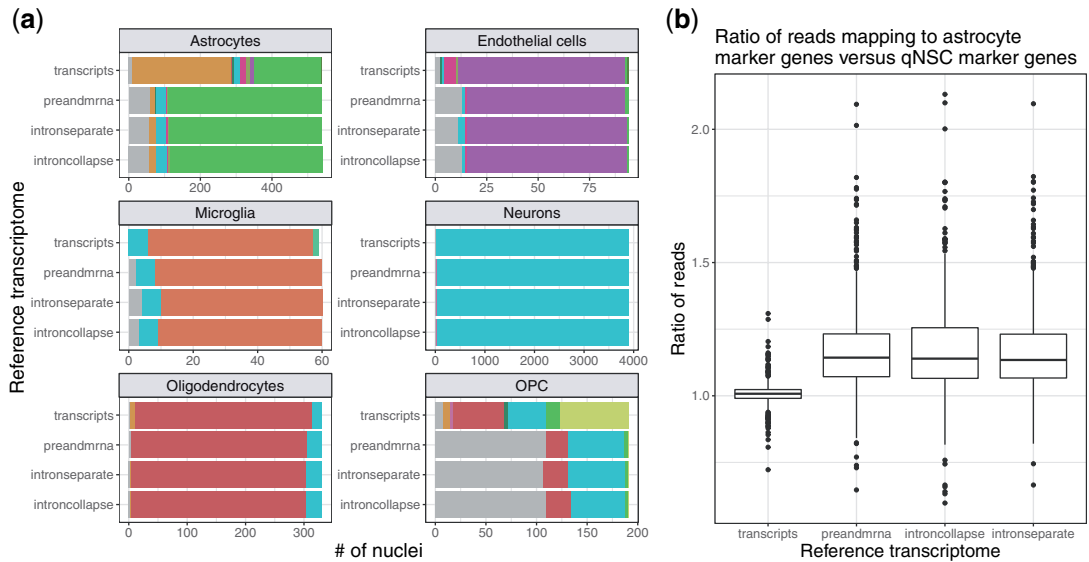 (a)
Astrocytes
Endothelial cells
transcripts
preandmrna
intronseparate
introncollapse
0
200
400
transcripts
preandmrna
intronseparate
introncollapse
0
25
50
75
Microglia
Neurons
transcripts
preandmrna
intronseparate
introncollapse
0
20
40
60
transcripts
preandmrna
intronseparate
introncollapse
0
1000
2000
3000
4000
Oligodendrocytes
OPC
transcripts
preandmrna
intronseparate
introncollapse
0
100
200
300
transcripts
preandmrna
intronseparate
introncollapse
0
50
100
150
200
Reference transcriptome
# of nuclei
(b)
Ratio of reads mapping to astrocyte
marker genes versus qNSC marker genes
Ratio of reads
2.0
1.5
1.0
transcripts
preandmrna
introncollapse
intronseparate
Reference transcriptome